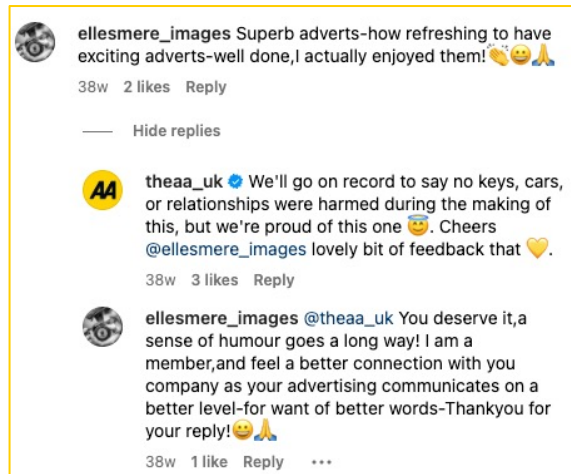 ellesmere_images Superb adverts-how refreshing to have
exciting adverts-well done,I actually enjoyed them!👏😀🙏
38w 2 likes Reply
Hide replies
AA
theaa_uk We'll go on record to say no keys, cars,
or relationships were harmed during the making of
this, but we're proud of this one 😇. Cheers
@ellesmere_images lovely bit of feedback that 💛.
38w 3 likes Reply
ellesmere_images @theaa_uk You deserve it,a
sense of humour goes a long way! I am a
member,and feel a better connection with you
company as your advertising communicates on a
better level-for want of better words-Thankyou for
your reply!😀🙏
38w 1 like Reply ...